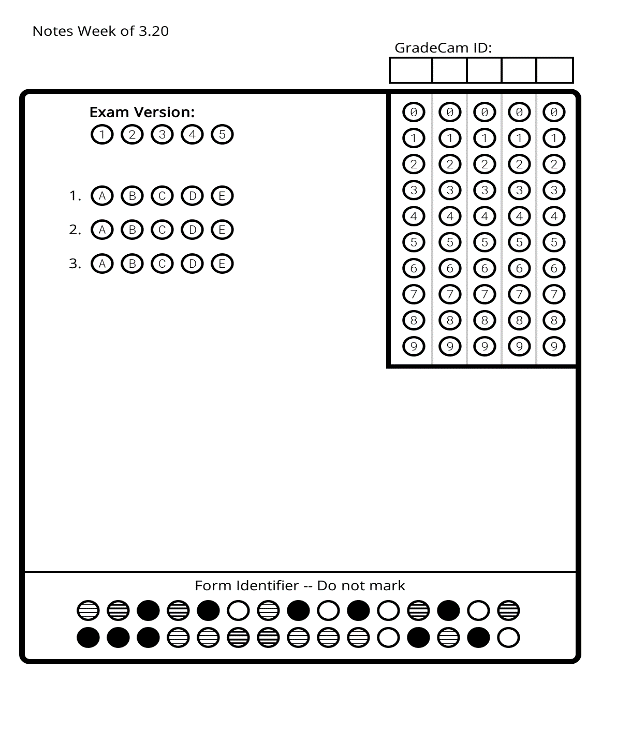 Notes Week of 3.20
GradeCam ID:
Exam Version:
1 2 3 4 5
1. A B C D E
2. A B C D E
3. A B C D E
0 0 0 0 0
1 1 1 1 1
2 2 2 2 2
3 3 3 3 3
4 4 4 4 4
5 5 5 5 5
6 6 6 6 6
7 7 7 7 7
8 8 8 8 8
9 9 9 9 9
Form Identifier -- Do not mark